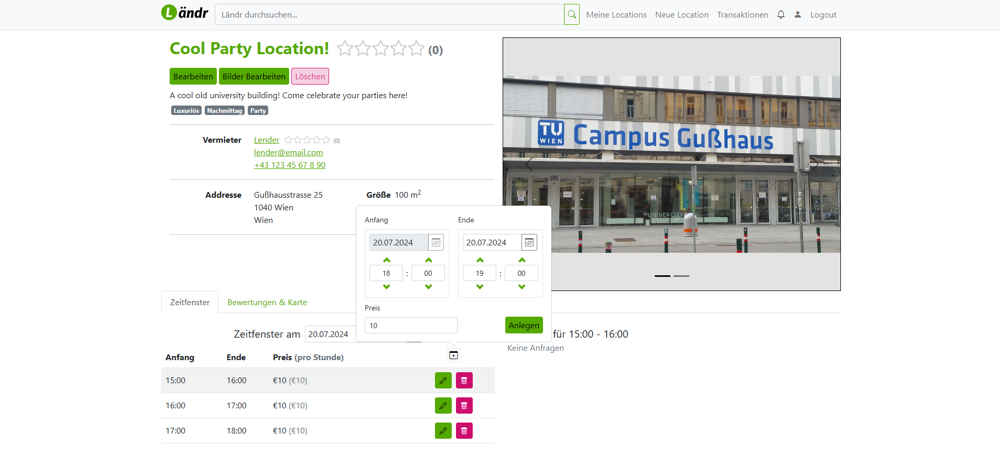 Ländr
Ländr durchsuchen...
Meine Locations
Neue Location
Transaktionen
Logout
Cool Party Location!
(0)
Bearbeiten
Bilder Bearbeiten
Löschen
A cool old university building! Come celebrate your parties here!
Luxuriös
Nachmittag
Party
Vermieter
Lender
(0)
lender@email.com
+43 123 45 67 8 90
Adresse
Gußhausstrasse 25
1040 Wien
Wien
Größe 100 m²
TU
WIEN
Campus Gußhaus
Anfang
Ende
20.07.2024
20.07.2024
18 : 00
19 : 00
Preis
10
Anlegen
Zeitfenster
Bewertungen & Karte
Zeitfenster am 20.07.2024
für 15:00 - 16:00
Keine Anfragen
Anfang Ende Preis (pro Stunde)
15:00 16:00 €10 (€10)
16:00 17:00 €10 (€10)
17:00 18:00 €10 (€10)